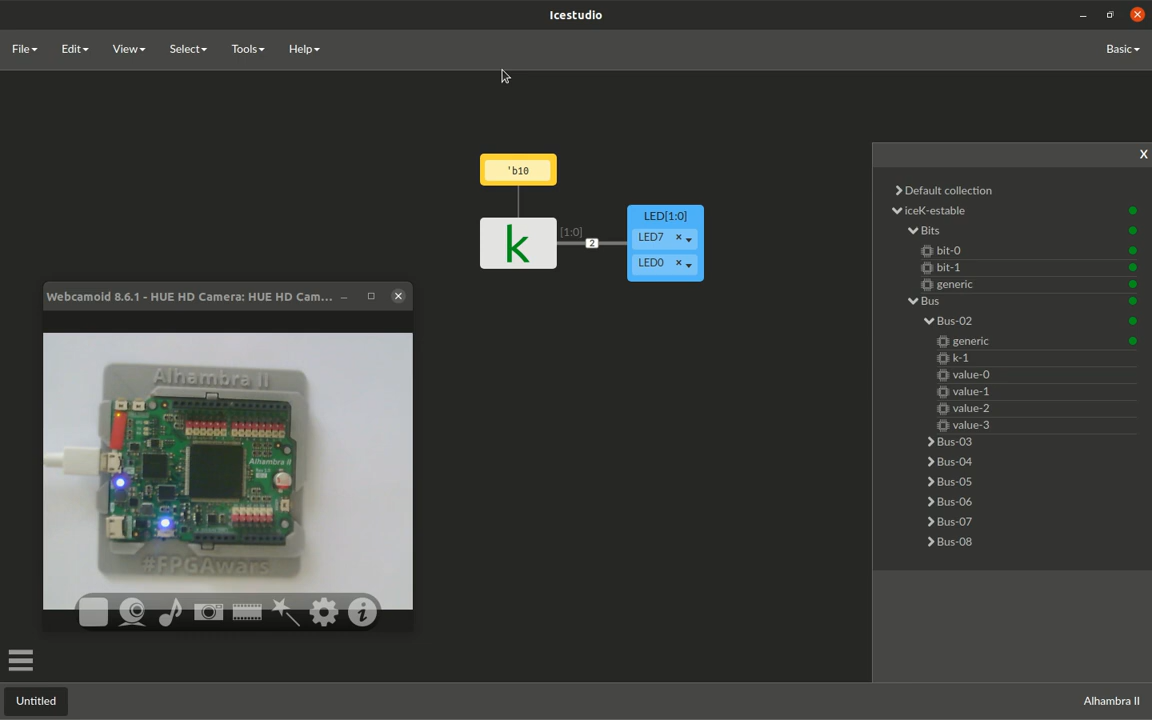 Icestudio
File Edit View Select Tools Help Basic
'b10
k
[1:0]
2
LED[1:0]
LED7 ×
LED0 ×
X
Default collection
iceK-estable
Bits
bit-0
bit-1
generic
Bus
Bus-02
generic
k-1
value-0
value-1
value-2
value-3
Bus-03
Bus-04
Bus-05
Bus-06
Bus-07
Bus-08
Webcamoid 8.6.1 - HUE HD Camera: HUE HD Cam...
Alhambra II
Alhambra II
#FPGAwars
Untitled
Alhambra II